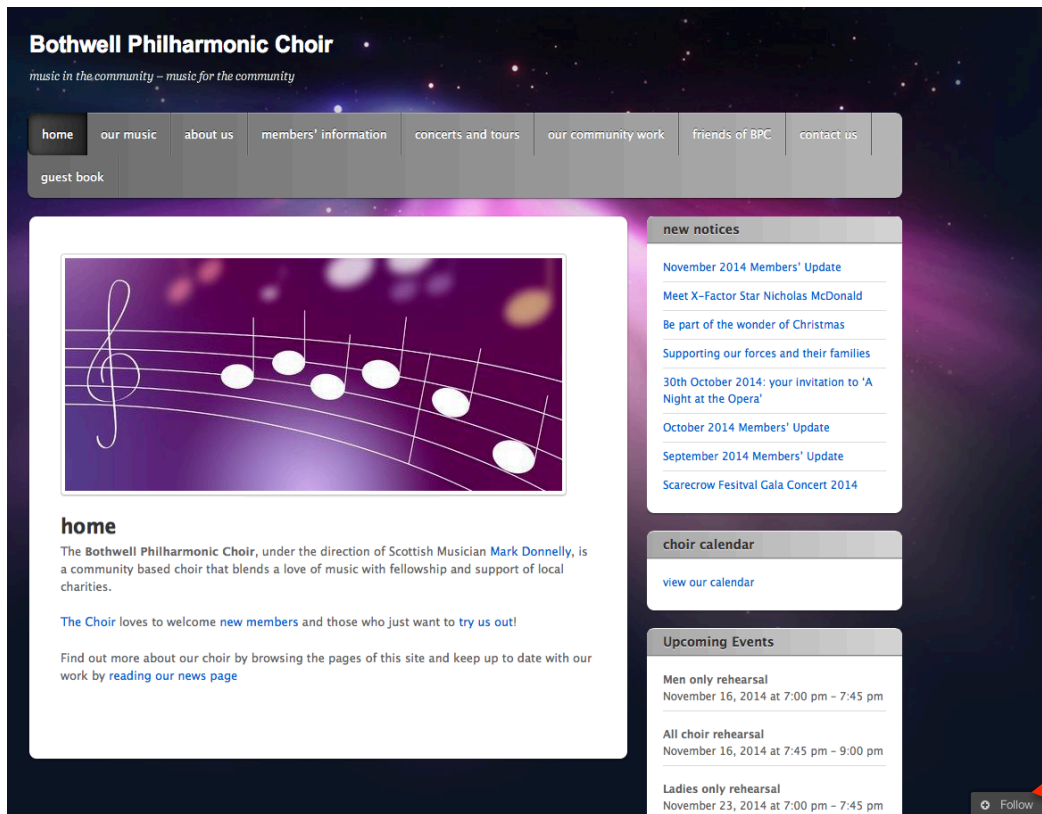 Bothwell Philharmonic Choir
music in the community – music for the community
home our music about us members' information concerts and tours our community work friends of BPC contact us
guest book
home
The Bothwell Philharmonic Choir, under the direction of Scottish Musician Mark Donnelly, is
a community based choir that blends a love of music with fellowship and support of local
charities.
The Choir loves to welcome new members and those who just want to try us out!
Find out more about our choir by browsing the pages of this site and keep up to date with our
work by reading our news page
new notices
November 2014 Members' Update
Meet X-Factor Star Nicholas McDonald
Be part of the wonder of Christmas
Supporting our forces and their families
30th October 2014: your invitation to 'A
Night at the Opera'
October 2014 Members' Update
September 2014 Members' Update
Scarecrow Fesitval Gala Concert 2014
choir calendar
view our calendar
Upcoming Events
Men only rehearsal
November 16, 2014 at 7:00 pm – 7:45 pm
All choir rehearsal
November 16, 2014 at 7:45 pm – 9:00 pm
Ladies only rehearsal
November 23, 2014 at 7:00 pm – 7:45 pm
Follow